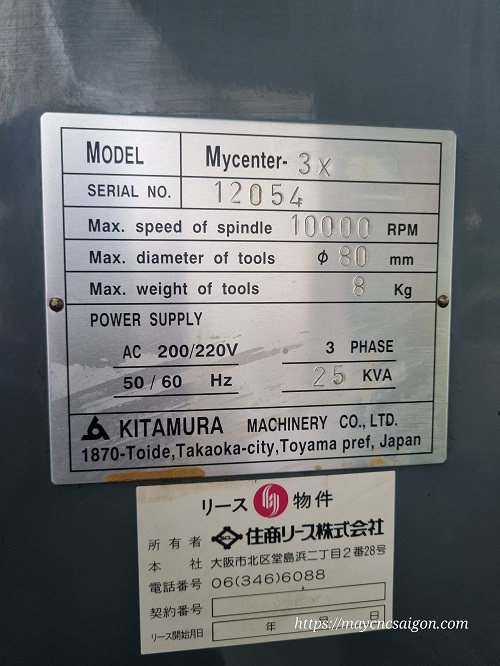 MODEL Mycenter- 3X
SERIAL NO. 12054
Max. speed of spindle 10000 RPM
Max. diameter of tools φ 80 mm
Max. weight of tools 8 Kg
POWER SUPPLY
AC 200/220V 3 PHASE
50/60 Hz 25 KVA
KITAMURA MACHINERY CO., LTD.
1870-Toide,Takaoka-city,Toyama pref, Japan
リース 物件
所有者 住商リース株式会社
本社 大阪市北区堂島浜二丁目2番28号
電話番号 06(346)6088
契約番号
リース開始月日 年 月 日
https://maycncsaigon.com/